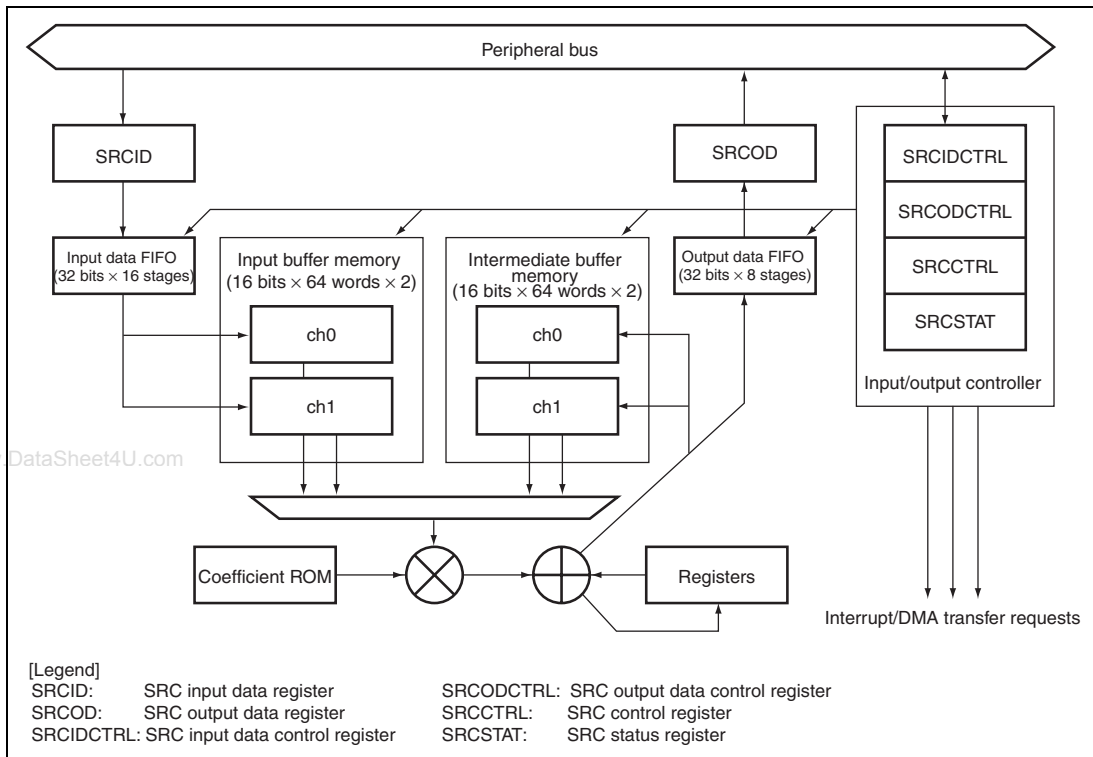 Peripheral bus
SRCID
SRCOD
SRCIDCTRL
SRCODCTRL
SRCCTRL
SRCSTAT
Input/output controller
Input data FIFO
(32 bits × 16 stages)
Input buffer memory
(16 bits × 64 words × 2)
ch0
ch1
Intermediate buffer
memory
(16 bits × 64 words × 2)
ch0
ch1
Output data FIFO
(32 bits × 8 stages)
.DataSheet4U.com
Coefficient ROM
Registers
Interrupt/DMA transfer requests
[Legend]
SRCID: SRC input data register
SRCOD: SRC output data register
SRCIDCTRL: SRC input data control register
SRCODCTRL: SRC output data control register
SRCCTRL: SRC control register
SRCSTAT: SRC status register